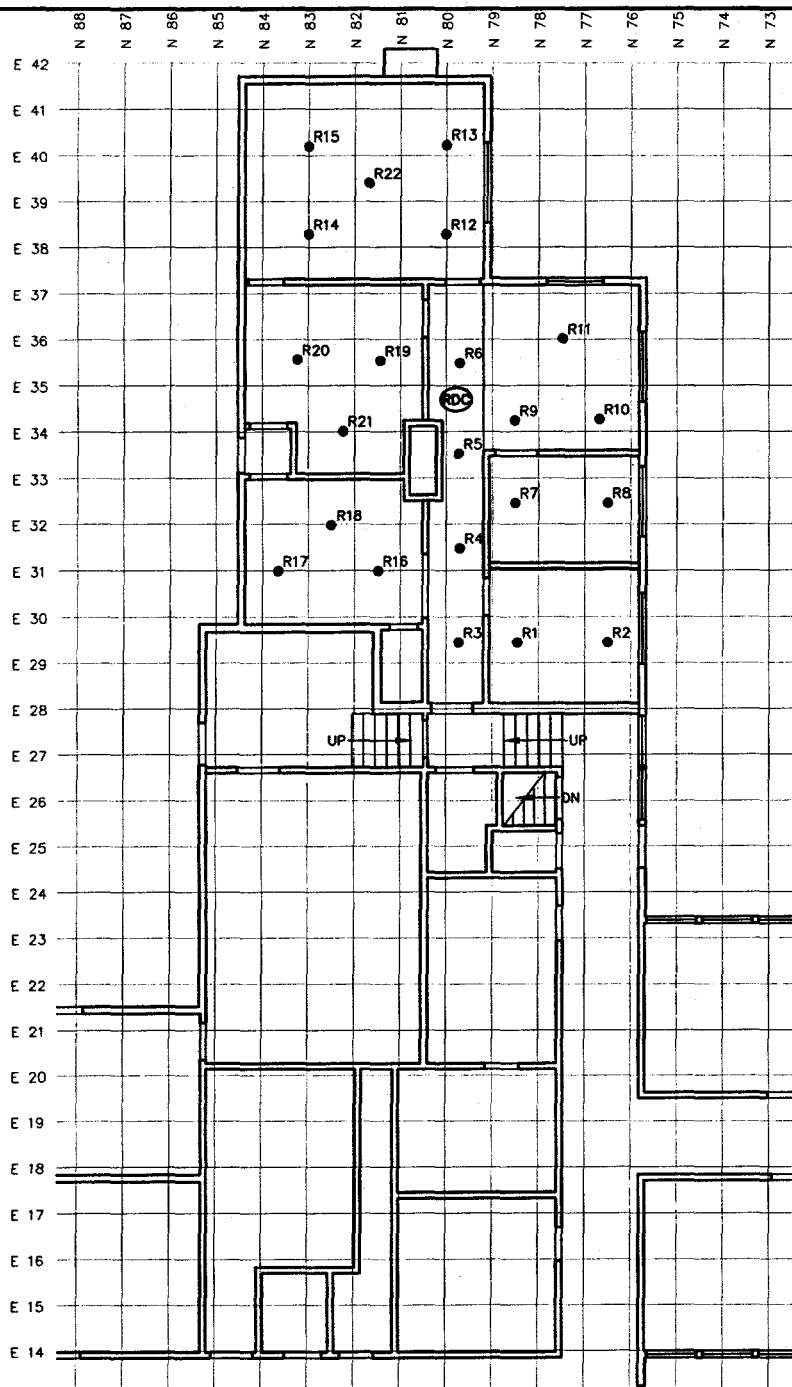 N 88 N 87 N 86 N 85 N 84 N 83 N 82 N 81 N 80 N 79 N 78 N 77 N 76 N 75 N 74 N 73
E 42
E 41
R15 R13
E 40
R22
E 39
R14 R12
E 38
E 37
E 36
R11
R20 R19 R6
E 35
RDC
R9 R10
E 34
R21
R5
E 33
R7 R8
R18
E 32
R4
R17 R16
E 31
E 30
R3 R1 R2
E 29
E 28
UP UP
E 27
E 26
DN
E 25
E 24
E 23
E 22
E 21
E 20
E 19
E 18
E 17
E 16
E 15
E 14